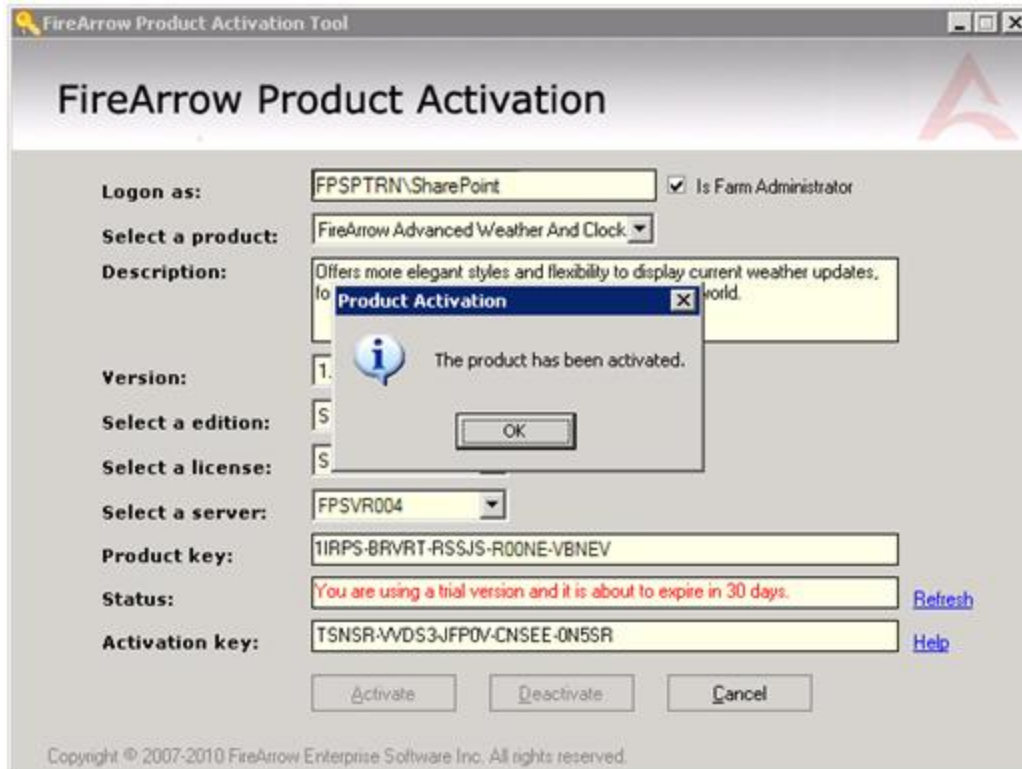 FireArrow Product Activation Tool
FireArrow Product Activation
Logon as: FPSPTRN\SharePoint Is Farm Administrator
Select a product: FireArrow Advanced Weather And Clock
Description: Offers more elegant styles and flexibility to display current weather updates,
fo world.
Product Activation
The product has been activated.
OK
Version: 1.
Select a edition: S
Select a license: S
Select a server: FPSVR004
Product key: 1IRPS-BRVRT-RSSJS-R00NE-VBNEV
Status: You are using a trial version and it is about to expire in 30 days. Refresh
Activation key: TSNSR-VVDS3-JFP0V-CNSEE-0N5SR Help
Activate Deactivate Cancel
Copyright © 2007-2010 FireArrow Enterprise Software Inc. All rights reserved.